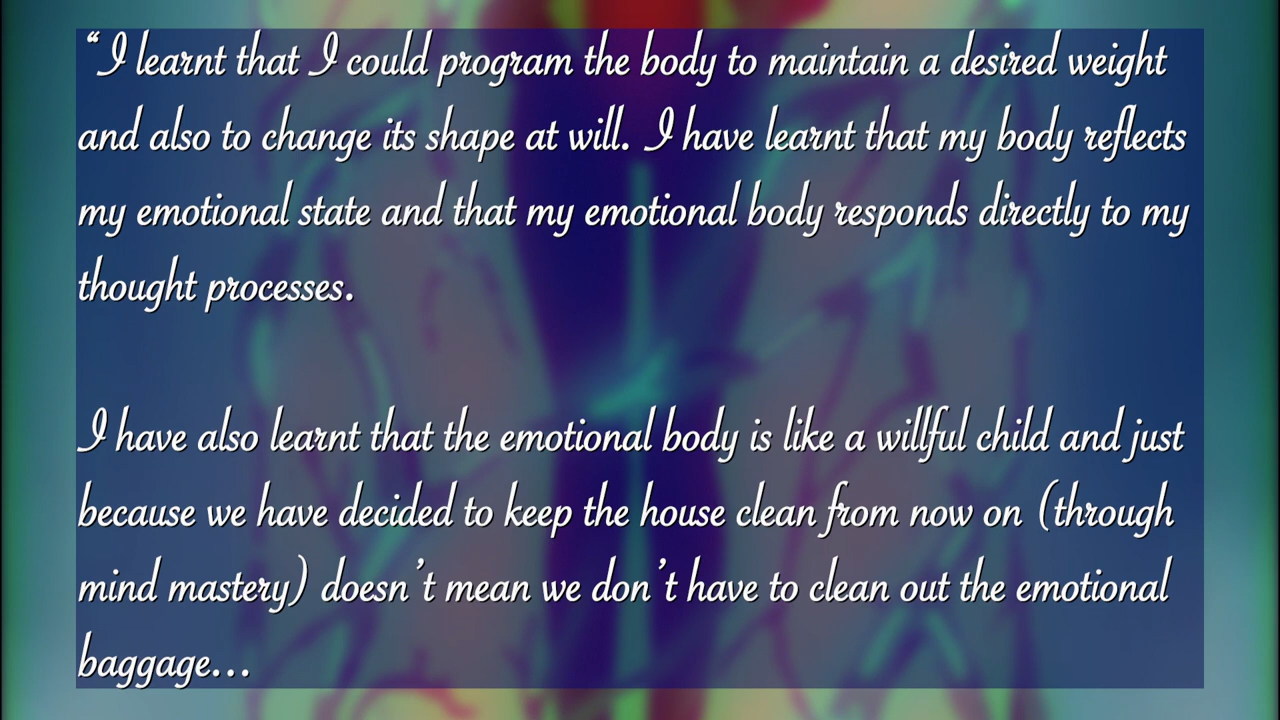 “I learnt that I could program the body to maintain a desired weight
and also to change its shape at will. I have learnt that my body reflects
my emotional state and that my emotional body responds directly to my
thought processes.
I have also learnt that the emotional body is like a willful child and just
because we have decided to keep the house clean from now on (through
mind mastery) doesn’t mean we don’t have to clean out the emotional
baggage...